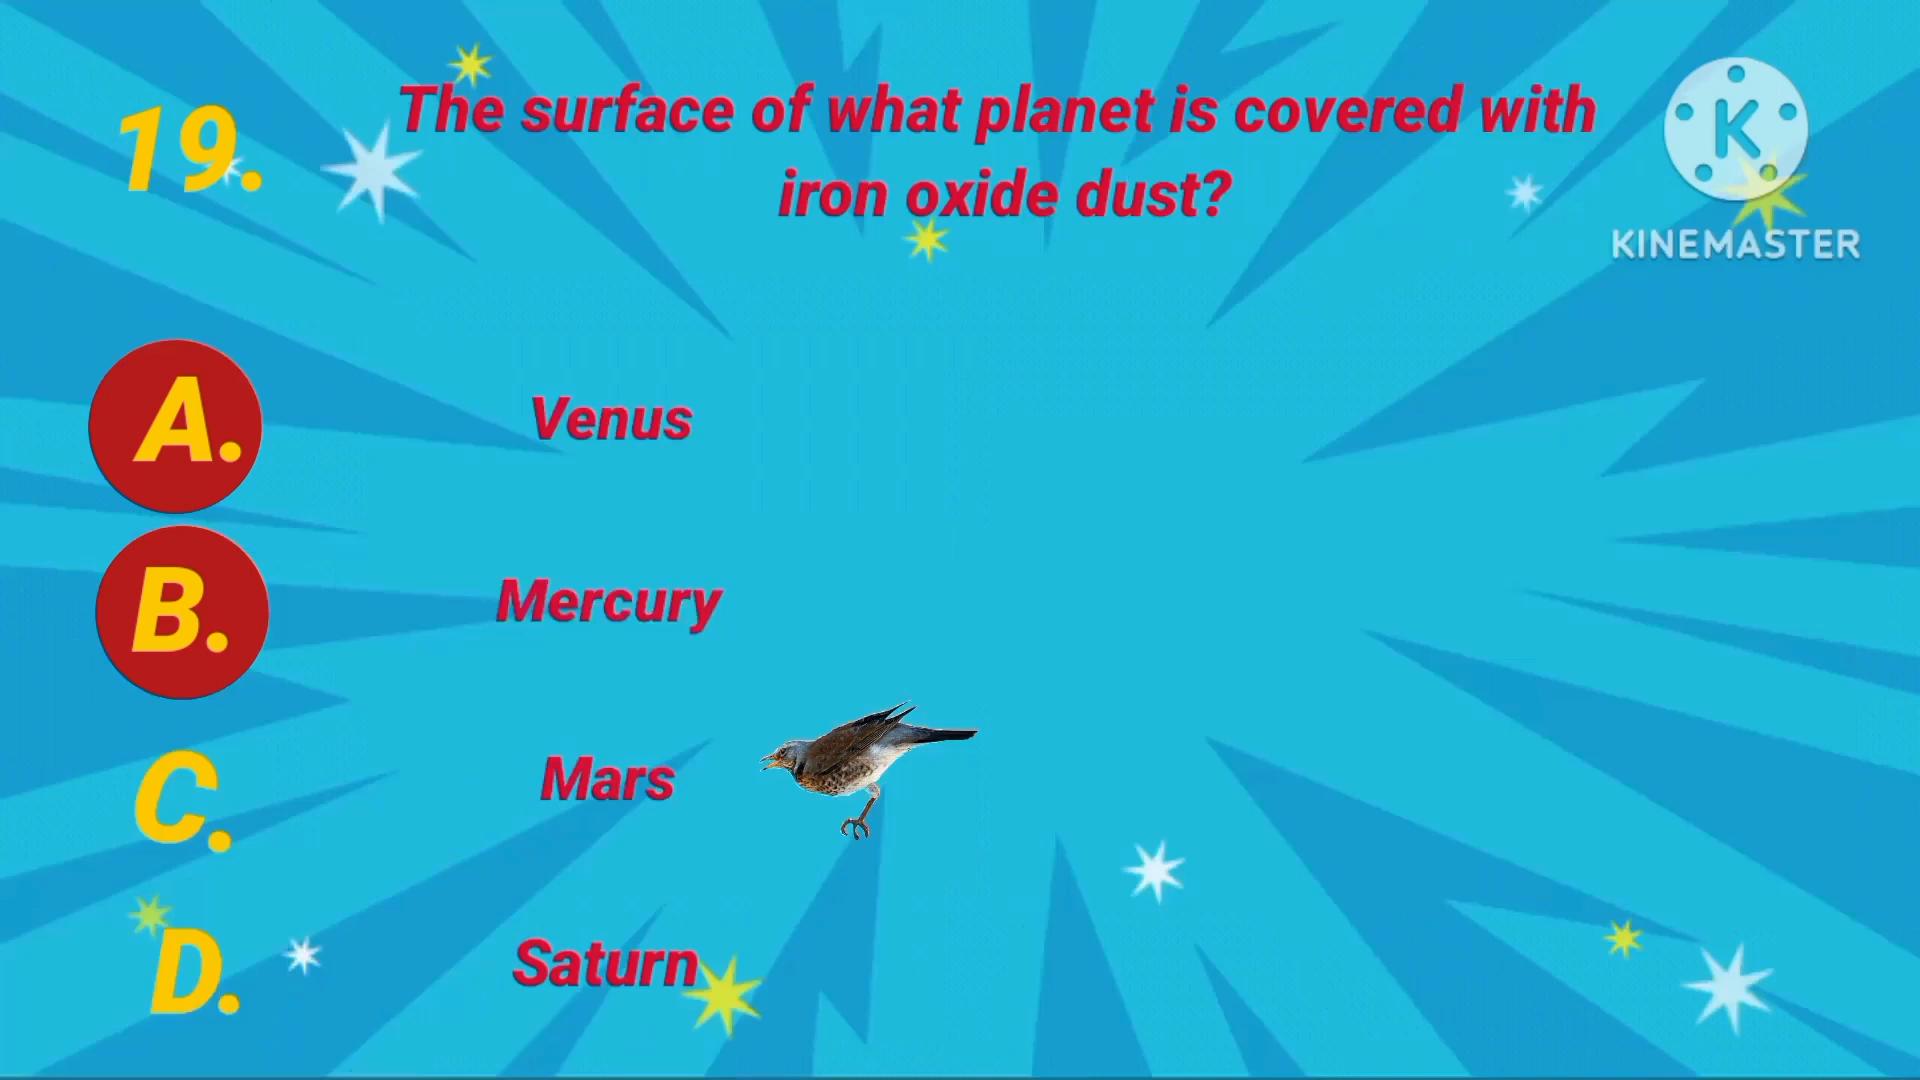 19.
The surface of what planet is covered with
iron oxide dust?
K
KINEMASTER
A. Venus
B. Mercury
C. Mars
D. Saturn